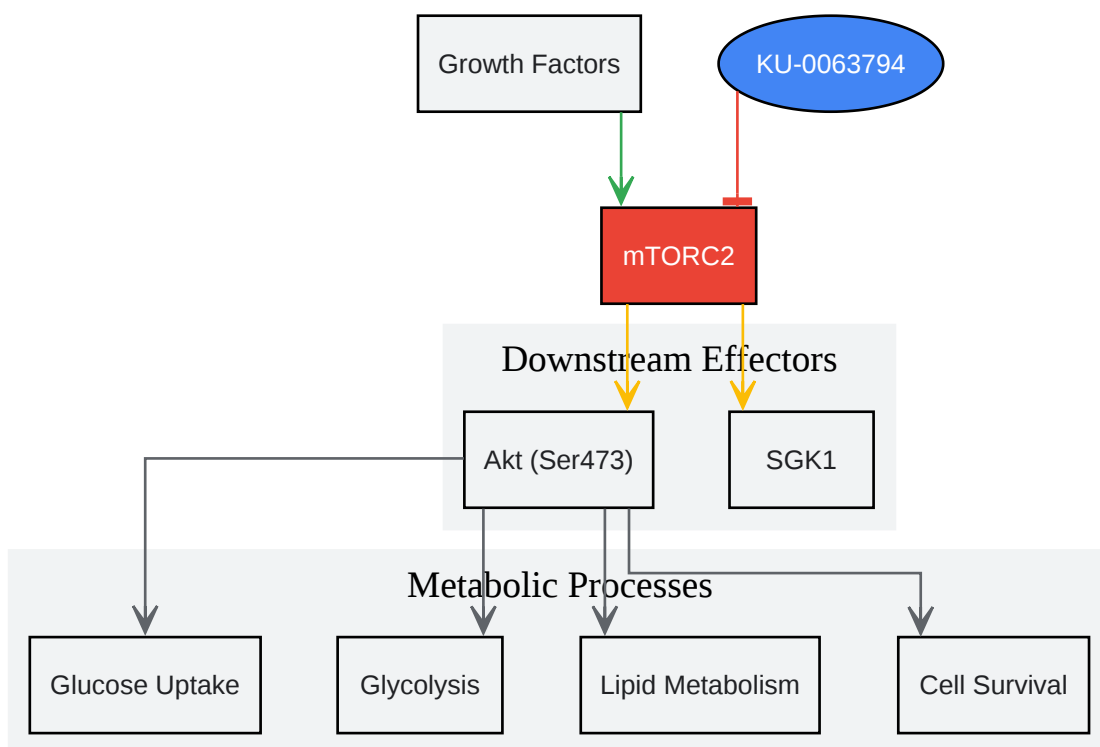 Growth Factors
KU-0063794
mTORC2
Downstream Effectors
Akt (Ser473)
SGK1
Metabolic Processes
Glucose Uptake
Glycolysis
Lipid Metabolism
Cell Survival